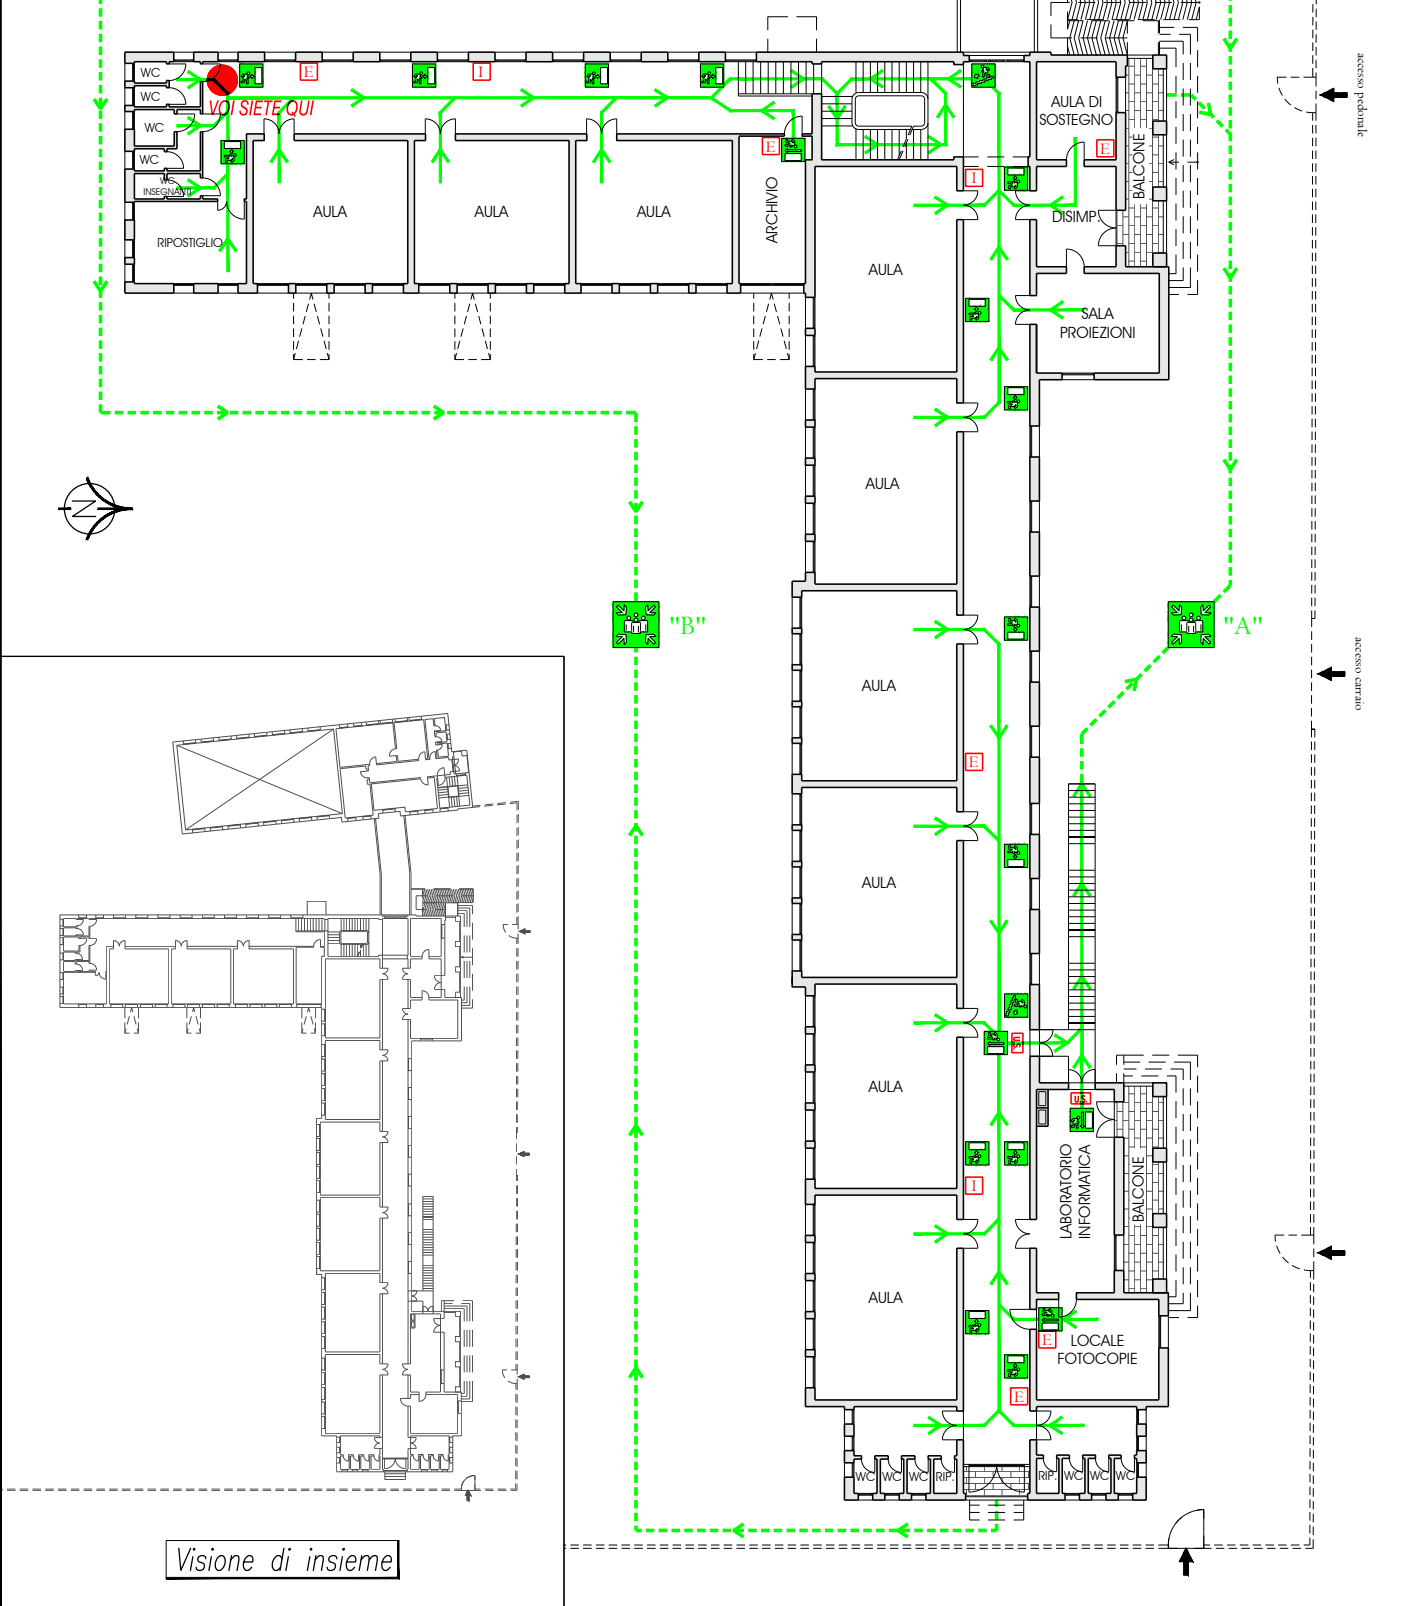 WC
WC
WC
WC
WC
INSEGNANTI
RIPOSTIGLIO
VOI SIETE QUI
E
I
AULA
AULA
AULA
E
ARCHIVIO
AULA DI
SOSTEGNO
E
BALCONE
accesso pedonale
I
DISIMP.
AULA
SALA
PROIEZIONI
AULA
N
"B"
"A"
accesso carraio
AULA
E
AULA
U.S.
AULA
U.S.
LABORATORIO
INFORMATICA
BALCONE
I
AULA
E
LOCALE
FOTOCOPIE
E
WC
WC
WC
RIP.
RIP.
WC
WC
WC
Visione di insieme